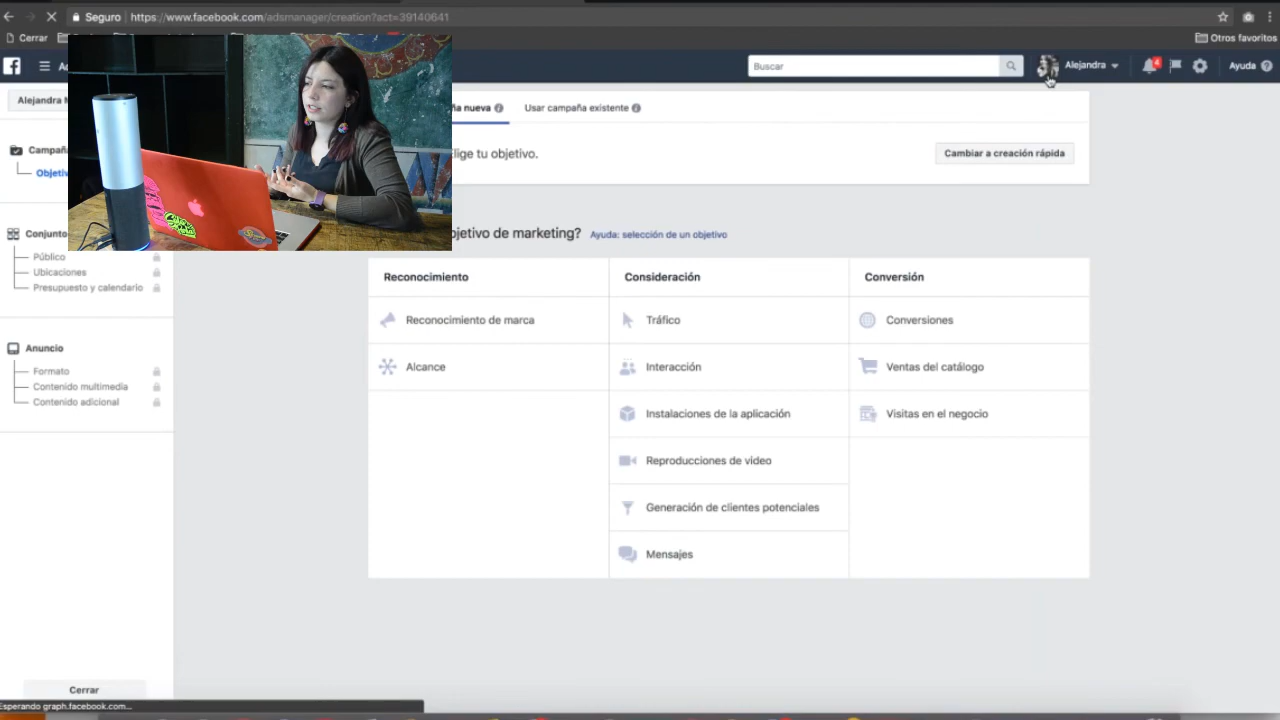 Seguro https://www.facebook.com/adsmanager/creation?act=39140641
Cerrar
Otros favoritos
Buscar
Alejandra
4
Ayuda
Alejandra
nueva
Usar campaña existente
Elige tu objetivo.
Cambiar a creación rápida
Campaña
Objetivo
objetivo de marketing? Ayuda: selección de un objetivo
Conjunto
Público
Ubicaciones
Presupuesto y calendario
Anuncio
Formato
Contenido multimedia
Contenido adicional
Reconocimiento
Reconocimiento de marca
Alcance
Consideración
Tráfico
Interacción
Instalaciones de la aplicación
Reproducciones de video
Generación de clientes potenciales
Mensajes
Conversión
Conversiones
Ventas del catálogo
Visitas en el negocio
Cerrar
Esperando graph.facebook.com...